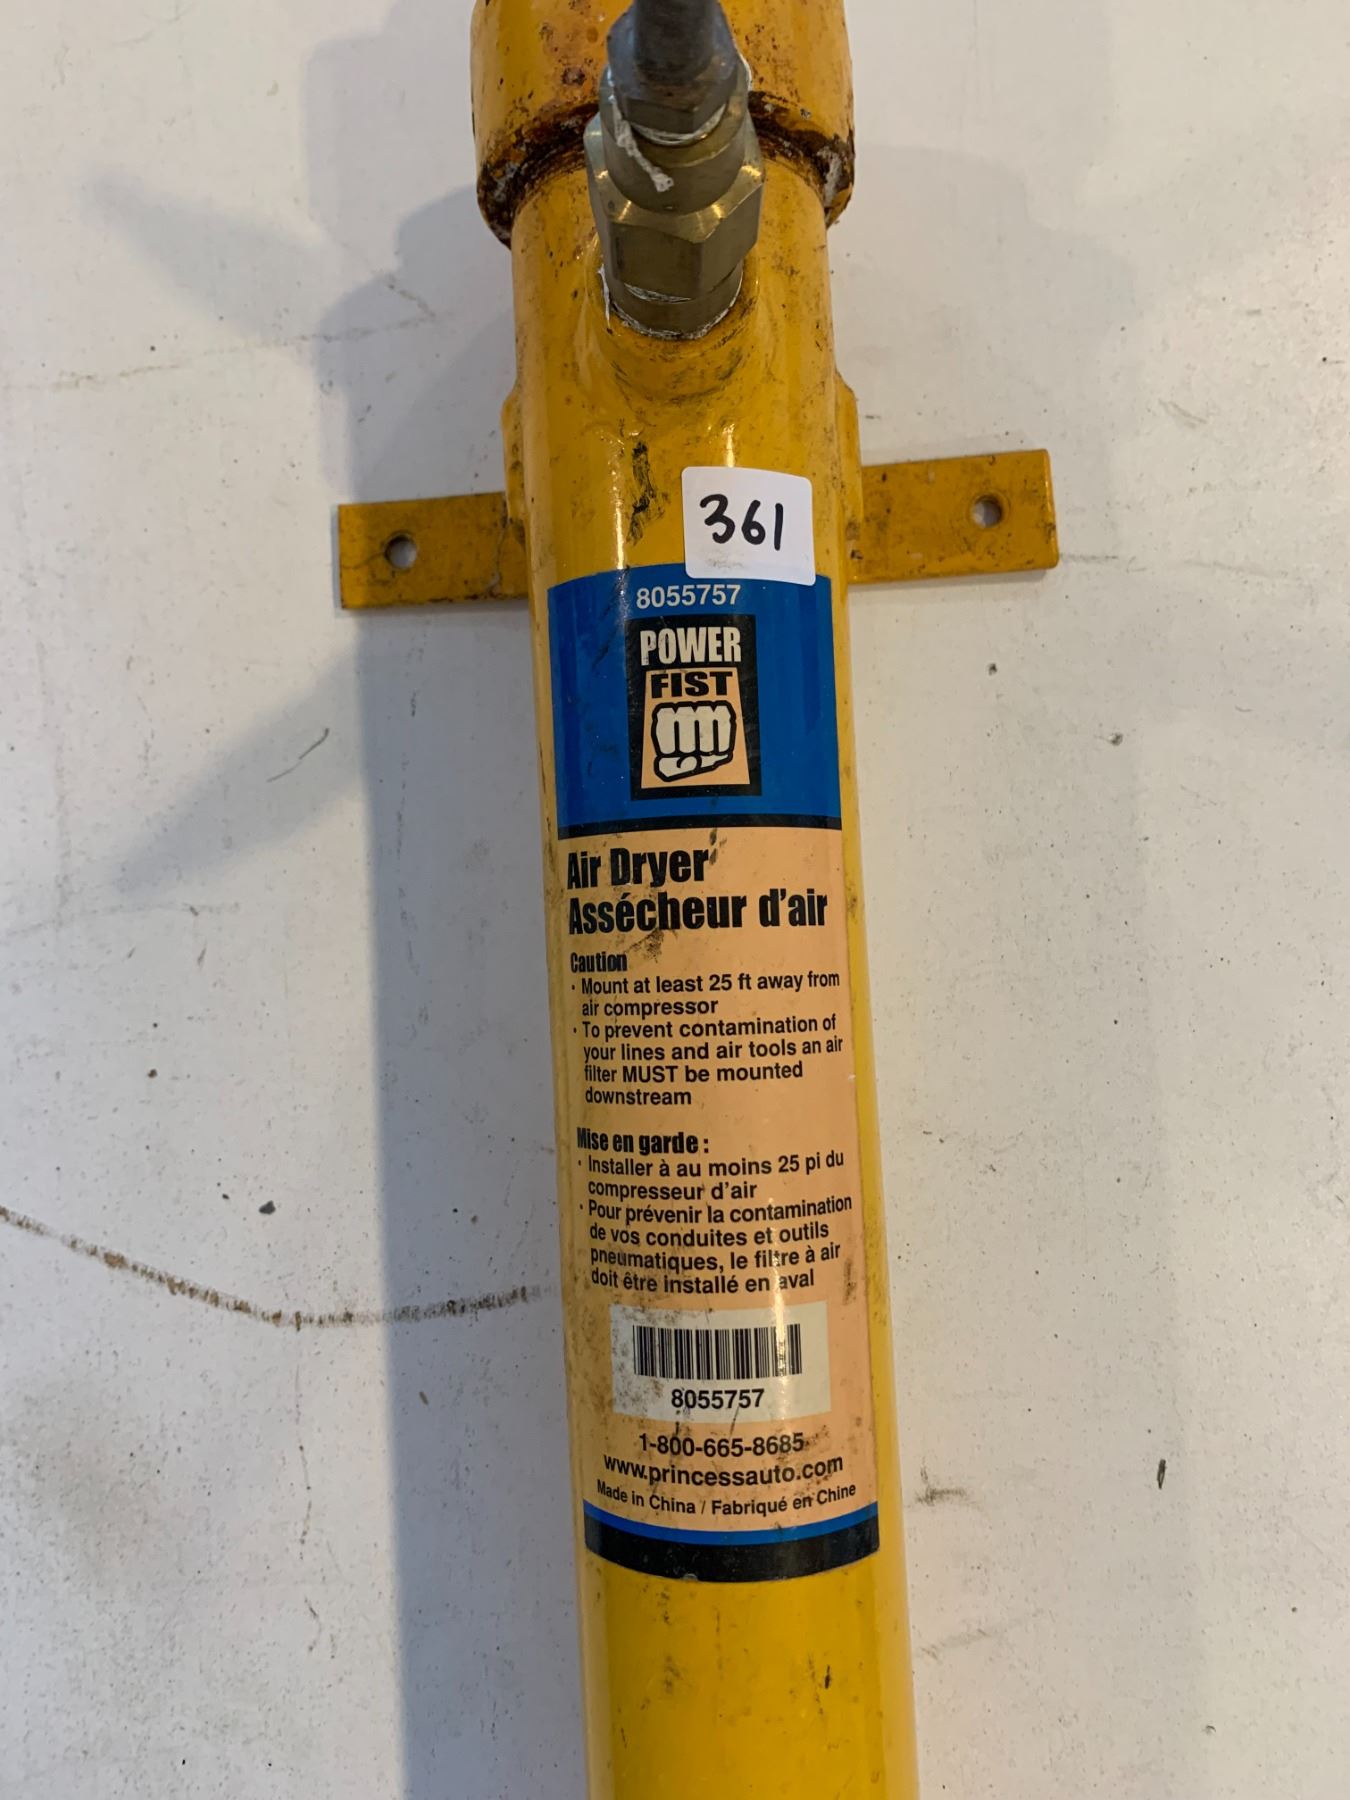 361
8055757
POWER
FIST
Air Dryer
Assécheur d'air
Caution
· Mount at least 25 ft away from
air compressor
· To prevent contamination of
your lines and air tools an air
filter MUST be mounted
downstream
Mise en garde :
· Installer à au moins 25 pi du
compresseur d'air
· Pour prévenir la contamination
de vos conduites et outils
pneumatiques, le filtre à air
doit être installé en aval
8055757
1-800-665-8685
www.princessauto.com
Made in China / Fabriqué en Chine